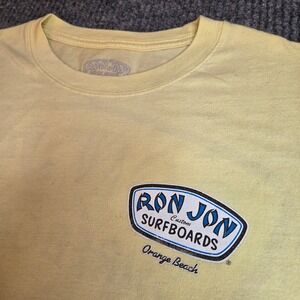 RON JON
Custom
SURFBOARDS
Orange Beach
®